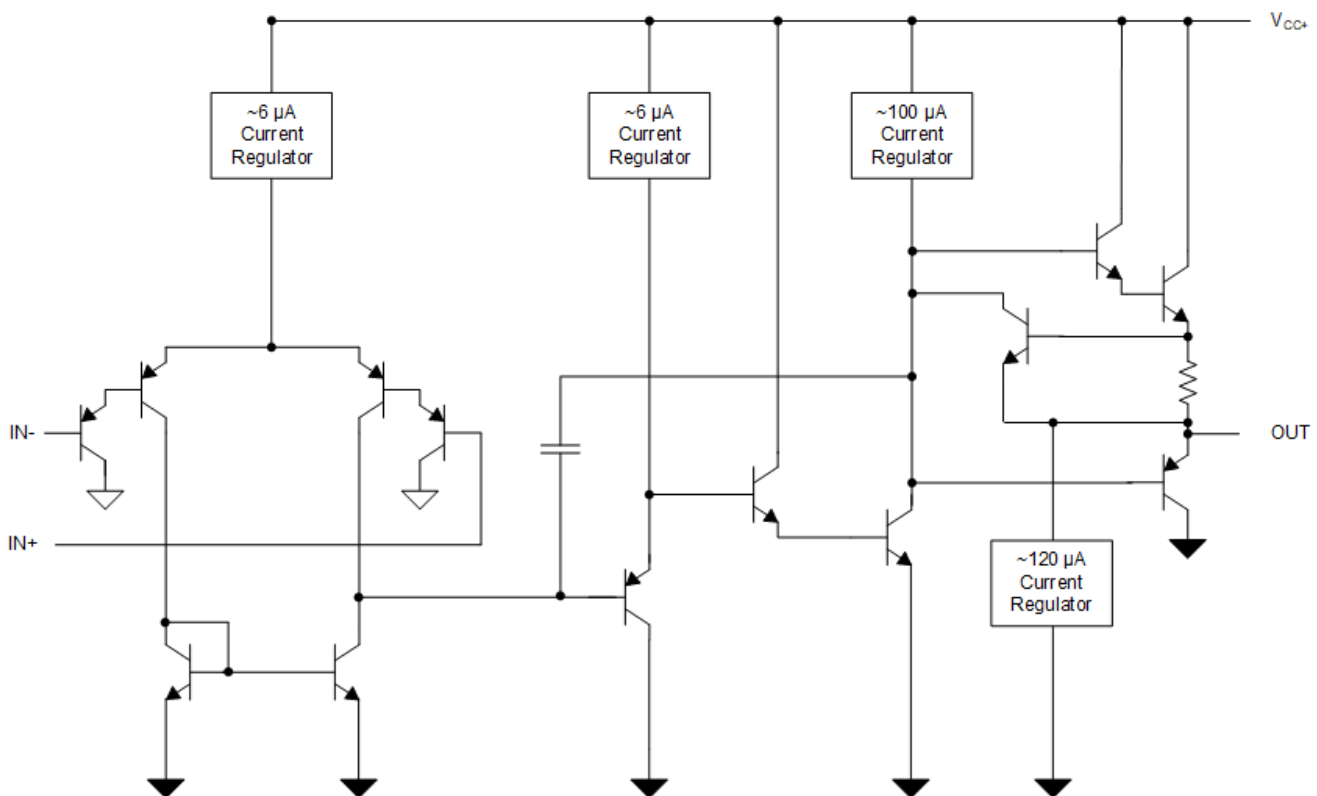 V_CC+
~6 µA
Current
Regulator
~6 µA
Current
Regulator
~100 µA
Current
Regulator
IN-
OUT
IN+
~120 µA
Current
Regulator